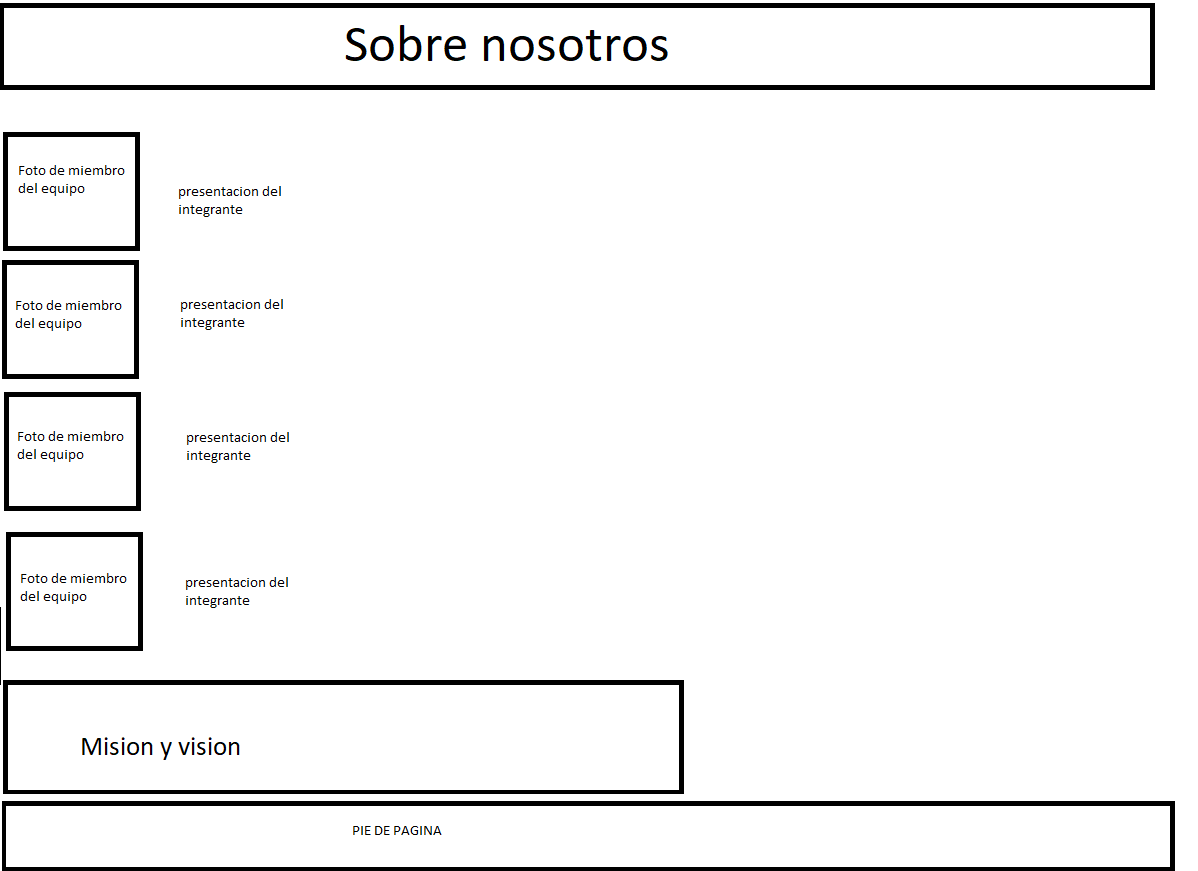 Sobre nosotros
Foto de miembro
del equipo
presentacion del
integrante
Foto de miembro
del equipo
presentacion del
integrante
Foto de miembro
del equipo
presentacion del
integrante
Foto de miembro
del equipo
presentacion del
integrante
Mision y vision
PIE DE PAGINA